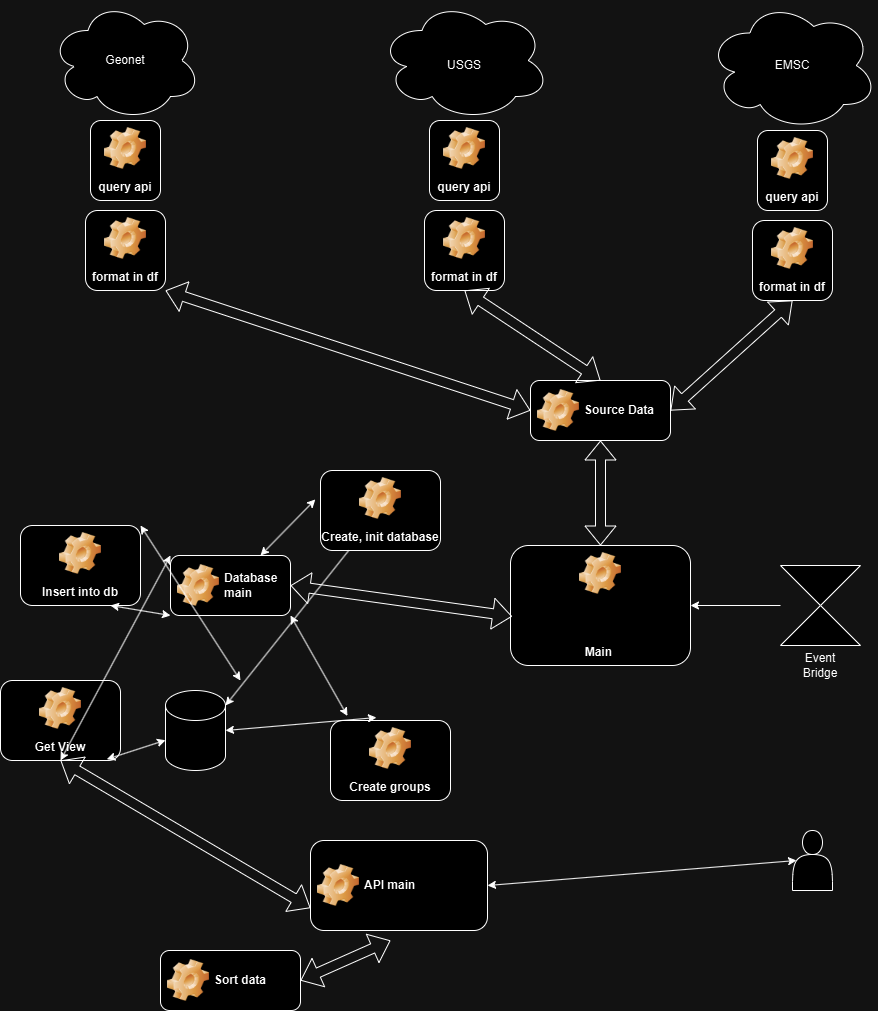 Geonet
USGS
EMSC
query api
query api
query api
format in df
format in df
format in df
Source Data
Create, init database
Insert into db
Database
main
Main
Event
Bridge
Get View
Create groups
API main
Sort data